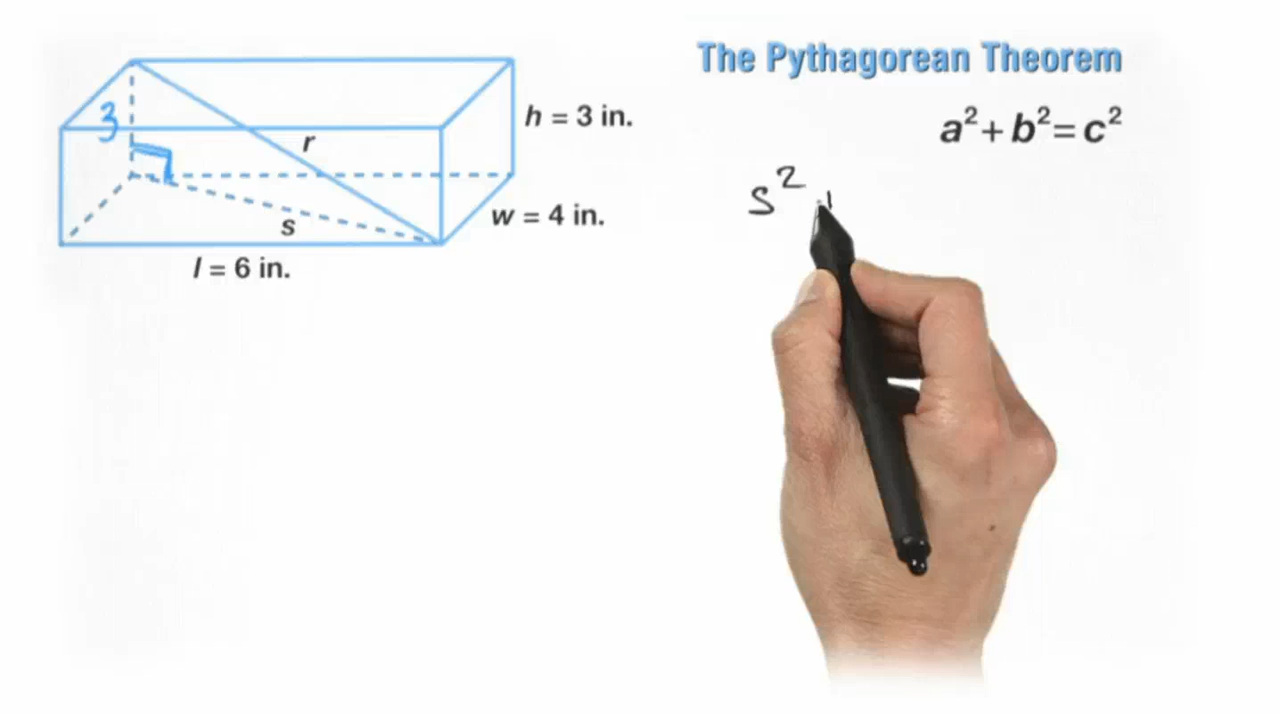 The Pythagorean Theorem
a²+b²=c²
3
h = 3 in.
r
s²
w = 4 in.
s
l = 6 in.